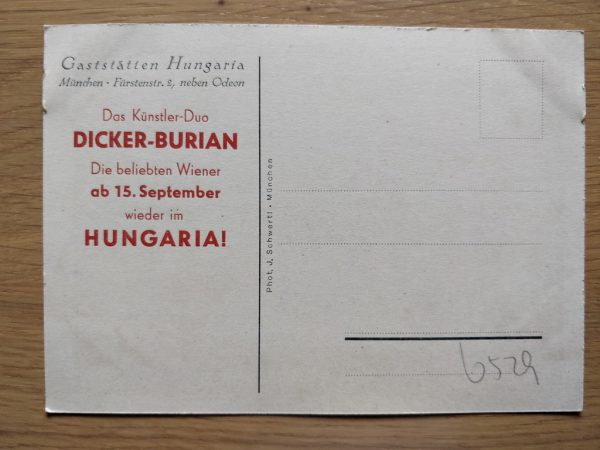 Gaststätten Hungaria
München · Fürstenstr. 2, neben Odeon
Das Künstler-Duo
DICKER-BURIAN
Die beliebten Wiener
ab 15. September
wieder im
HUNGARIA!
Phot. J. Schwertl · München
6529